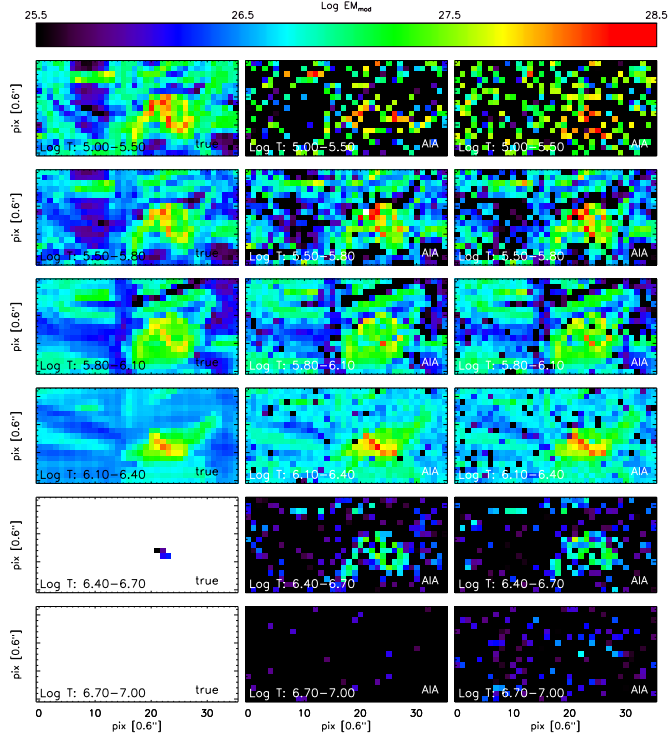 Log EM_mod
25.5 26.5 27.5 28.5
pix [0.6"] Log T: 5.00−5.50 true Log T: 5.00−5.50 AIA Log T: 5.00−5.50 AIA
pix [0.6"] Log T: 5.50−5.80 true Log T: 5.50−5.80 AIA Log T: 5.50−5.80 AIA
pix [0.6"] Log T: 5.80−6.10 true Log T: 5.80−6.10 AIA Log T: 5.80−6.10 AIA
pix [0.6"] Log T: 6.10−6.40 true Log T: 6.10−6.40 AIA Log T: 6.10−6.40 AIA
pix [0.6"] Log T: 6.40−6.70 true Log T: 6.40−6.70 AIA Log T: 6.40−6.70 AIA
pix [0.6"] Log T: 6.70−7.00 true Log T: 6.70−7.00 AIA Log T: 6.70−7.00 AIA
0 10 20 30 0 10 20 30 0 10 20 30
pix [0.6"] pix [0.6"] pix [0.6"]